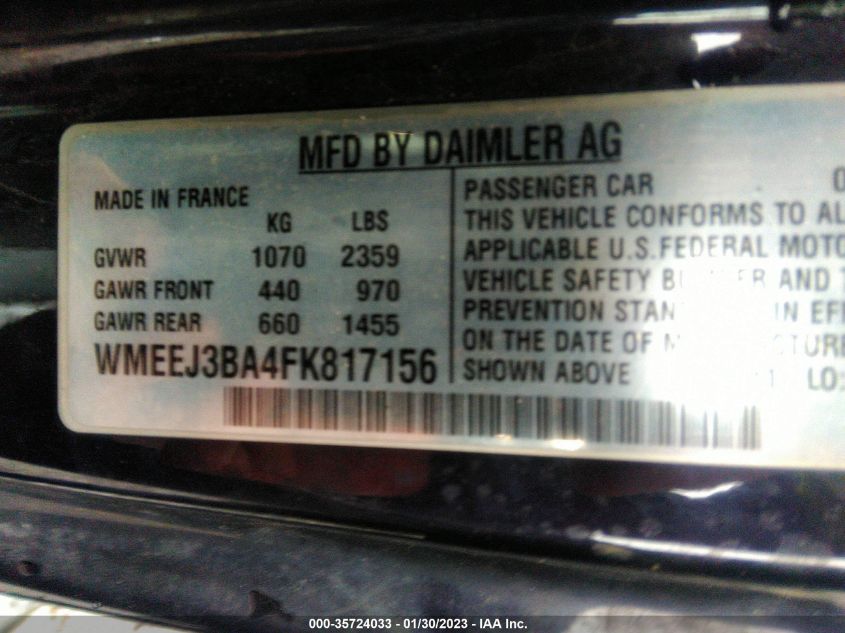 MFD BY DAIMLER AG
MADE IN FRANCE
KG LBS
GVWR 1070 2359
GAWR FRONT 440 970
GAWR REAR 660 1455
WMEEJ3BA4FK817156
PASSENGER CAR
THIS VEHICLE CONFORMS TO
APPLICABLE U.S.FEDERAL
VEHICLE SAFETY AND
PREVENTION IN
ON THE DATE OF
SHOWN ABOVE
000-35724033 - 01/30/2023 - IAA Inc.